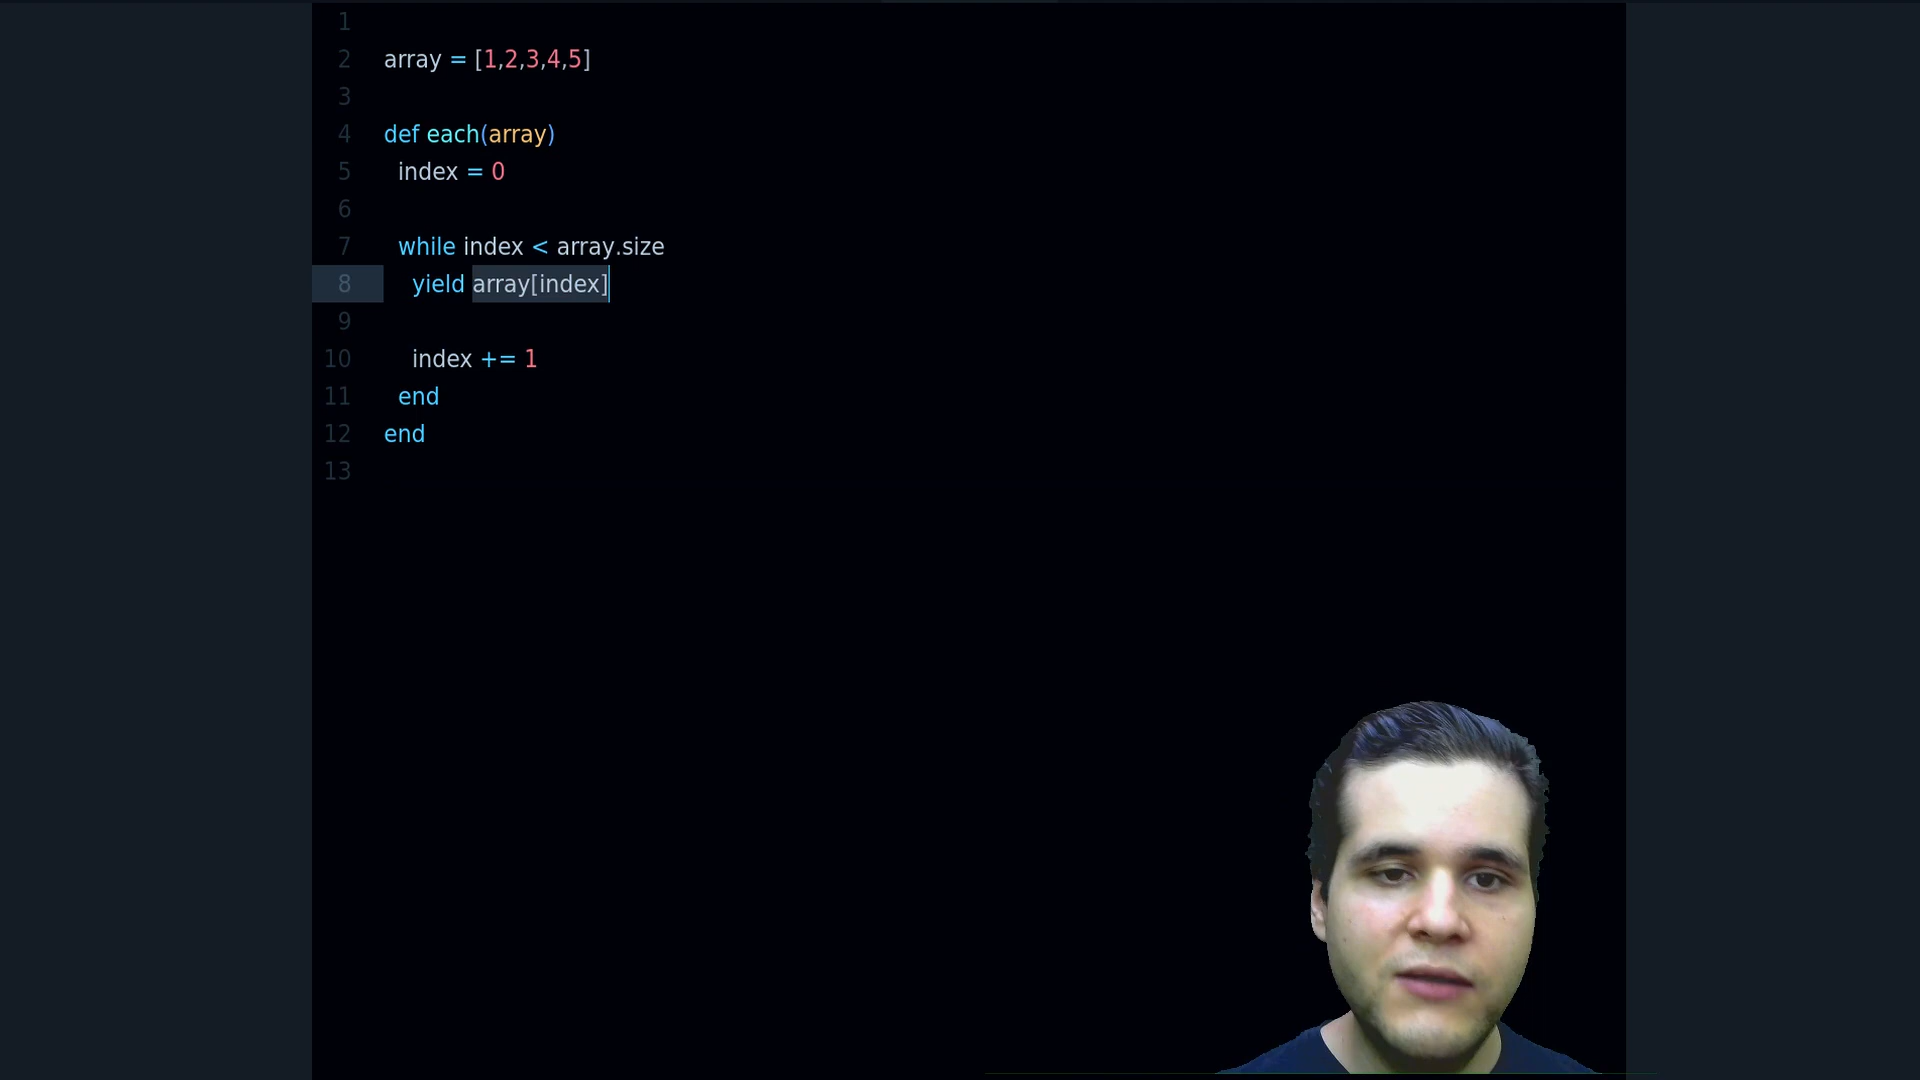 1
2 array = [1,2,3,4,5]
3
4 def each(array)
5 index = 0
6
7 while index < array.size
8 yield array[index]
9
10 index += 1
11 end
12 end
13